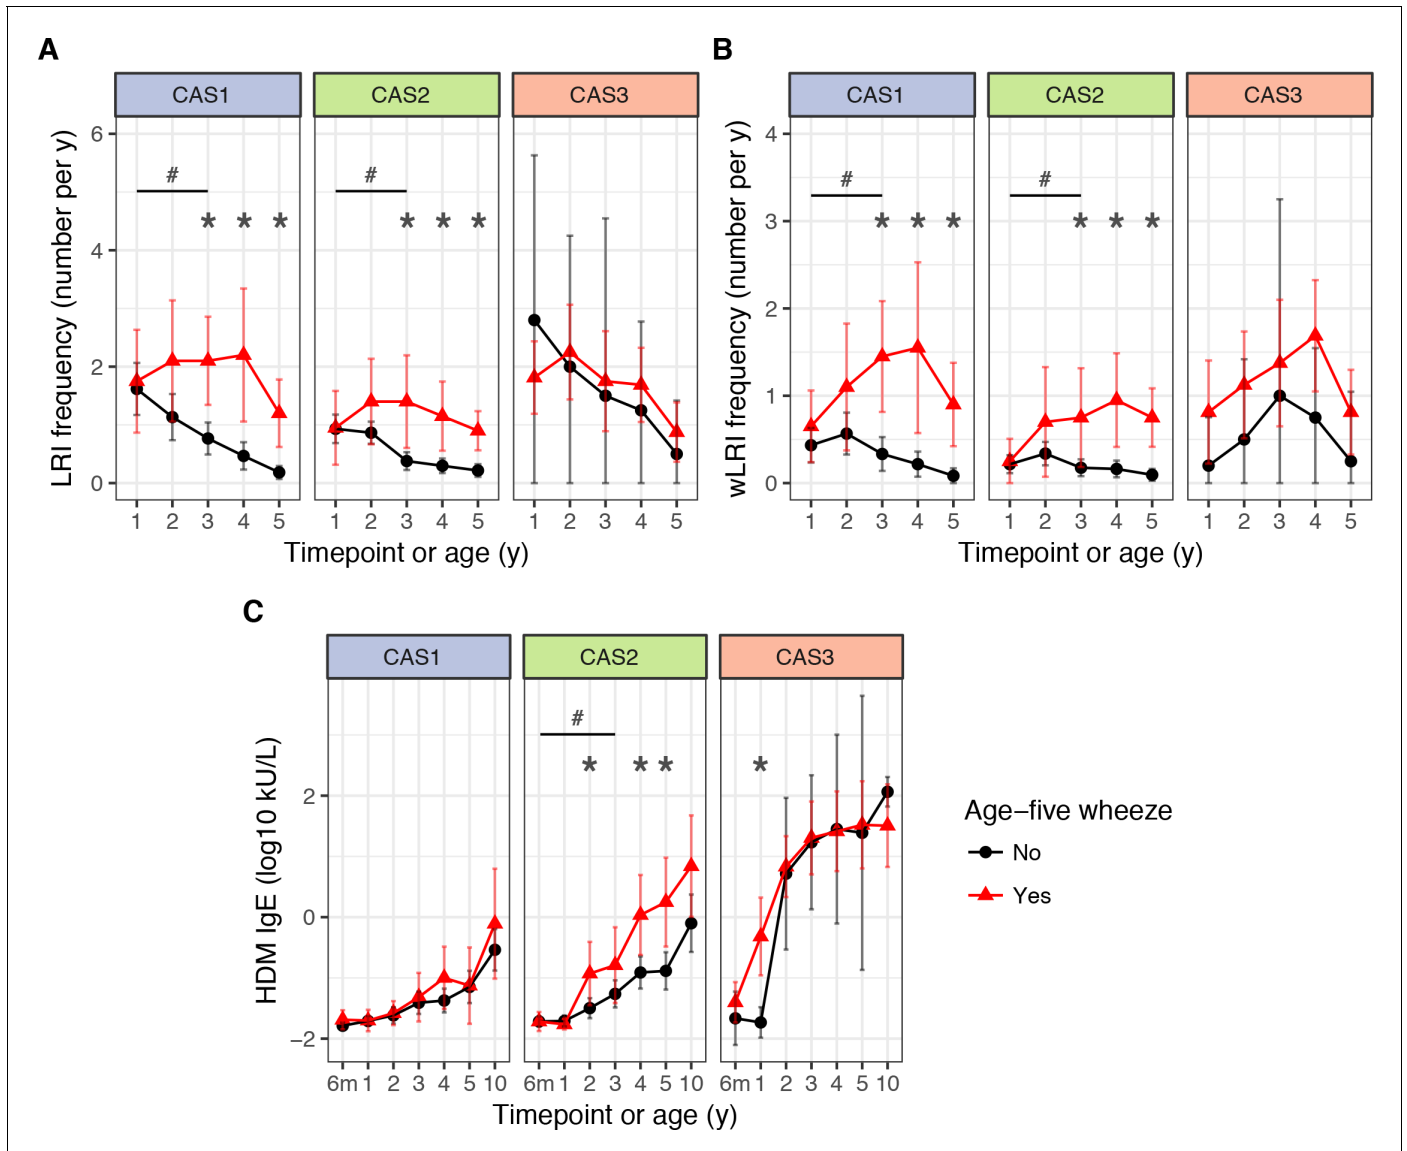 A
B
CAS1 CAS2 CAS3
CAS1 CAS2 CAS3
LRI frequency (number per y)
6
4
2
0
#
* * *
#
* * *
1 2 3 4 5
1 2 3 4 5
1 2 3 4 5
Timepoint or age (y)
wLRI frequency (number per y)
4
3
2
1
0
#
* * *
#
* * *
1 2 3 4 5
1 2 3 4 5
1 2 3 4 5
Timepoint or age (y)
C
CAS1 CAS2 CAS3
HDM IgE (log10 kU/L)
2
0
−2
#
* * *
*
6m 1 2 3 4 5 10
6m 1 2 3 4 5 10
6m 1 2 3 4 5 10
Timepoint or age (y)
Age−five wheeze
No
Yes